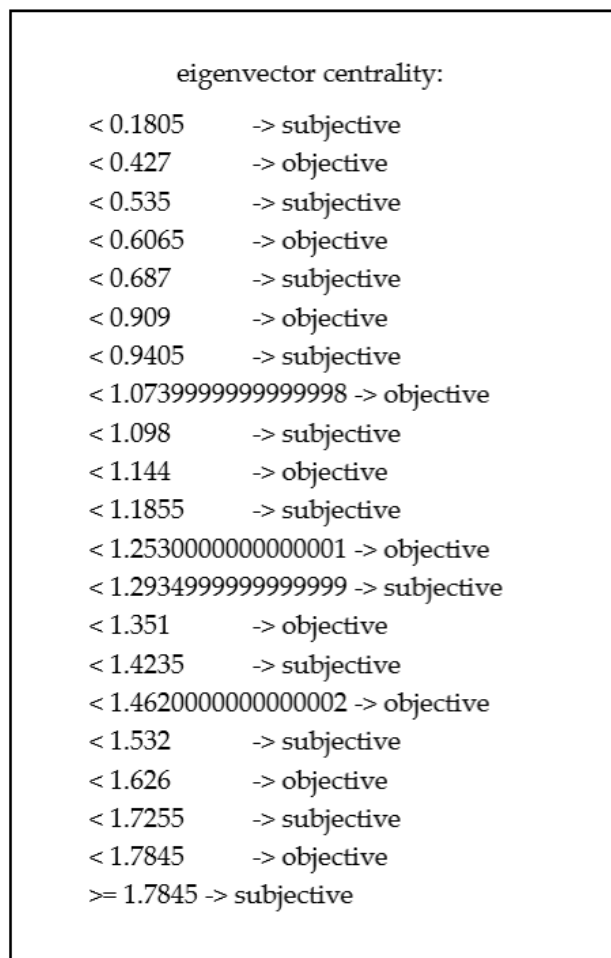 eigenvector centrality:
< 0.1805 -> subjective
< 0.427 -> objective
< 0.535 -> subjective
< 0.6065 -> objective
< 0.687 -> subjective
< 0.909 -> objective
< 0.9405 -> subjective
< 1.0739999999999998 -> objective
< 1.098 -> subjective
< 1.144 -> objective
< 1.1855 -> subjective
< 1.2530000000000001 -> objective
< 1.2934999999999999 -> subjective
< 1.351 -> objective
< 1.4235 -> subjective
< 1.4620000000000002 -> objective
< 1.532 -> subjective
< 1.626 -> objective
< 1.7255 -> subjective
< 1.7845 -> objective
>= 1.7845 -> subjective